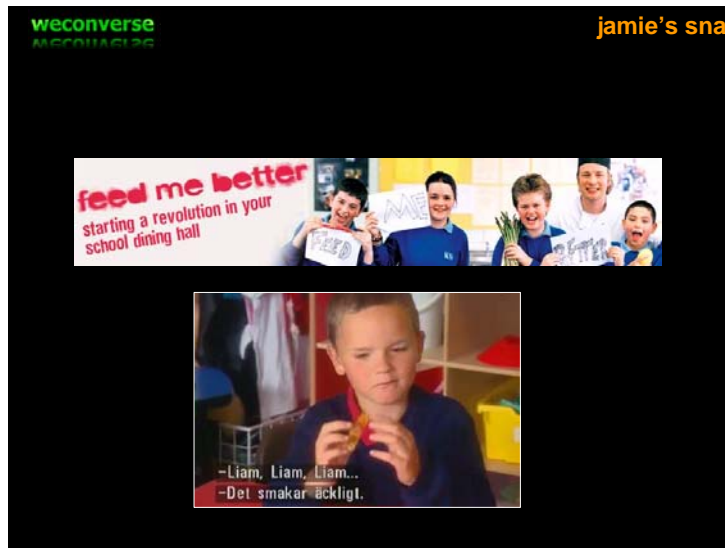 weconverse
jamie's sna
feed me better
starting a revolution in your
school dining hall
FEED
ME
BETTER
-Liam, Liam, Liam...
-Det smakar äckligt.